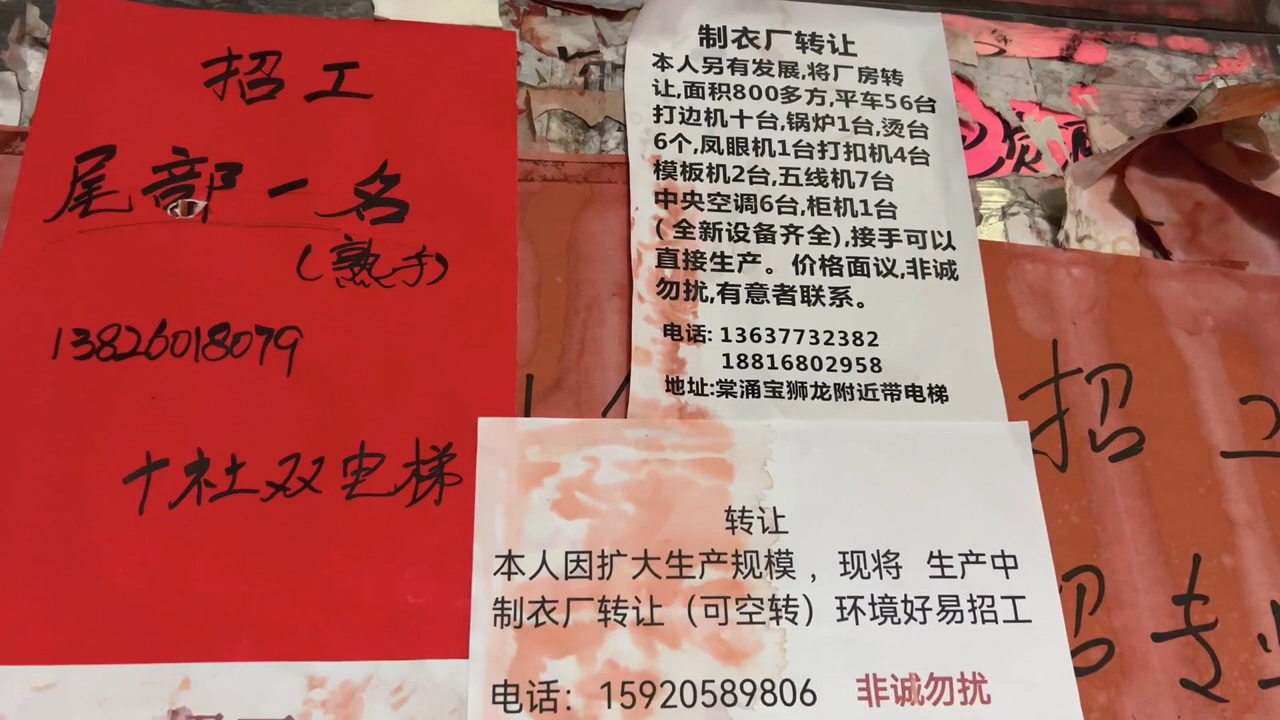 招工
尾部一名
(熟手)
13826018079
十社双电梯
制衣厂转让
本人另有发展,将厂房转
让,面积800多方,平车56台
打边机十台,锅炉1台,烫台
6个,凤眼机1台打扣机4台
模板机2台,五线机7台
中央空调6台,柜机1台
(全新设备齐全),接手可以
直接生产。价格面议,非诚
勿扰,有意者联系。
电话: 13637732382
18816802958
地址:棠涌宝狮龙附近带电梯
转让
本人因扩大生产规模，现将 生产中
制衣厂转让（可空转）环境好易招工
电话：15920589806 非诚勿扰
招工
招专